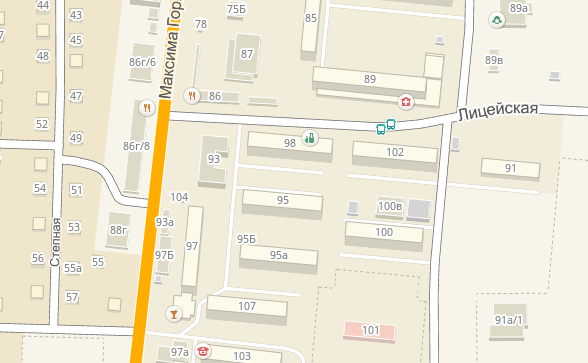 44
43
75Б
85
89а
78
45
86г/6
87
89в
48
Максима Гор
89
86
Лицейская
52
47
49
98
86г/8
93
102
91
54
51
104
95
100в
93а
53
88г
Степная
97
95Б
100
97Б
95а
56
55а
55
57
107
91а/1
101
97а
103